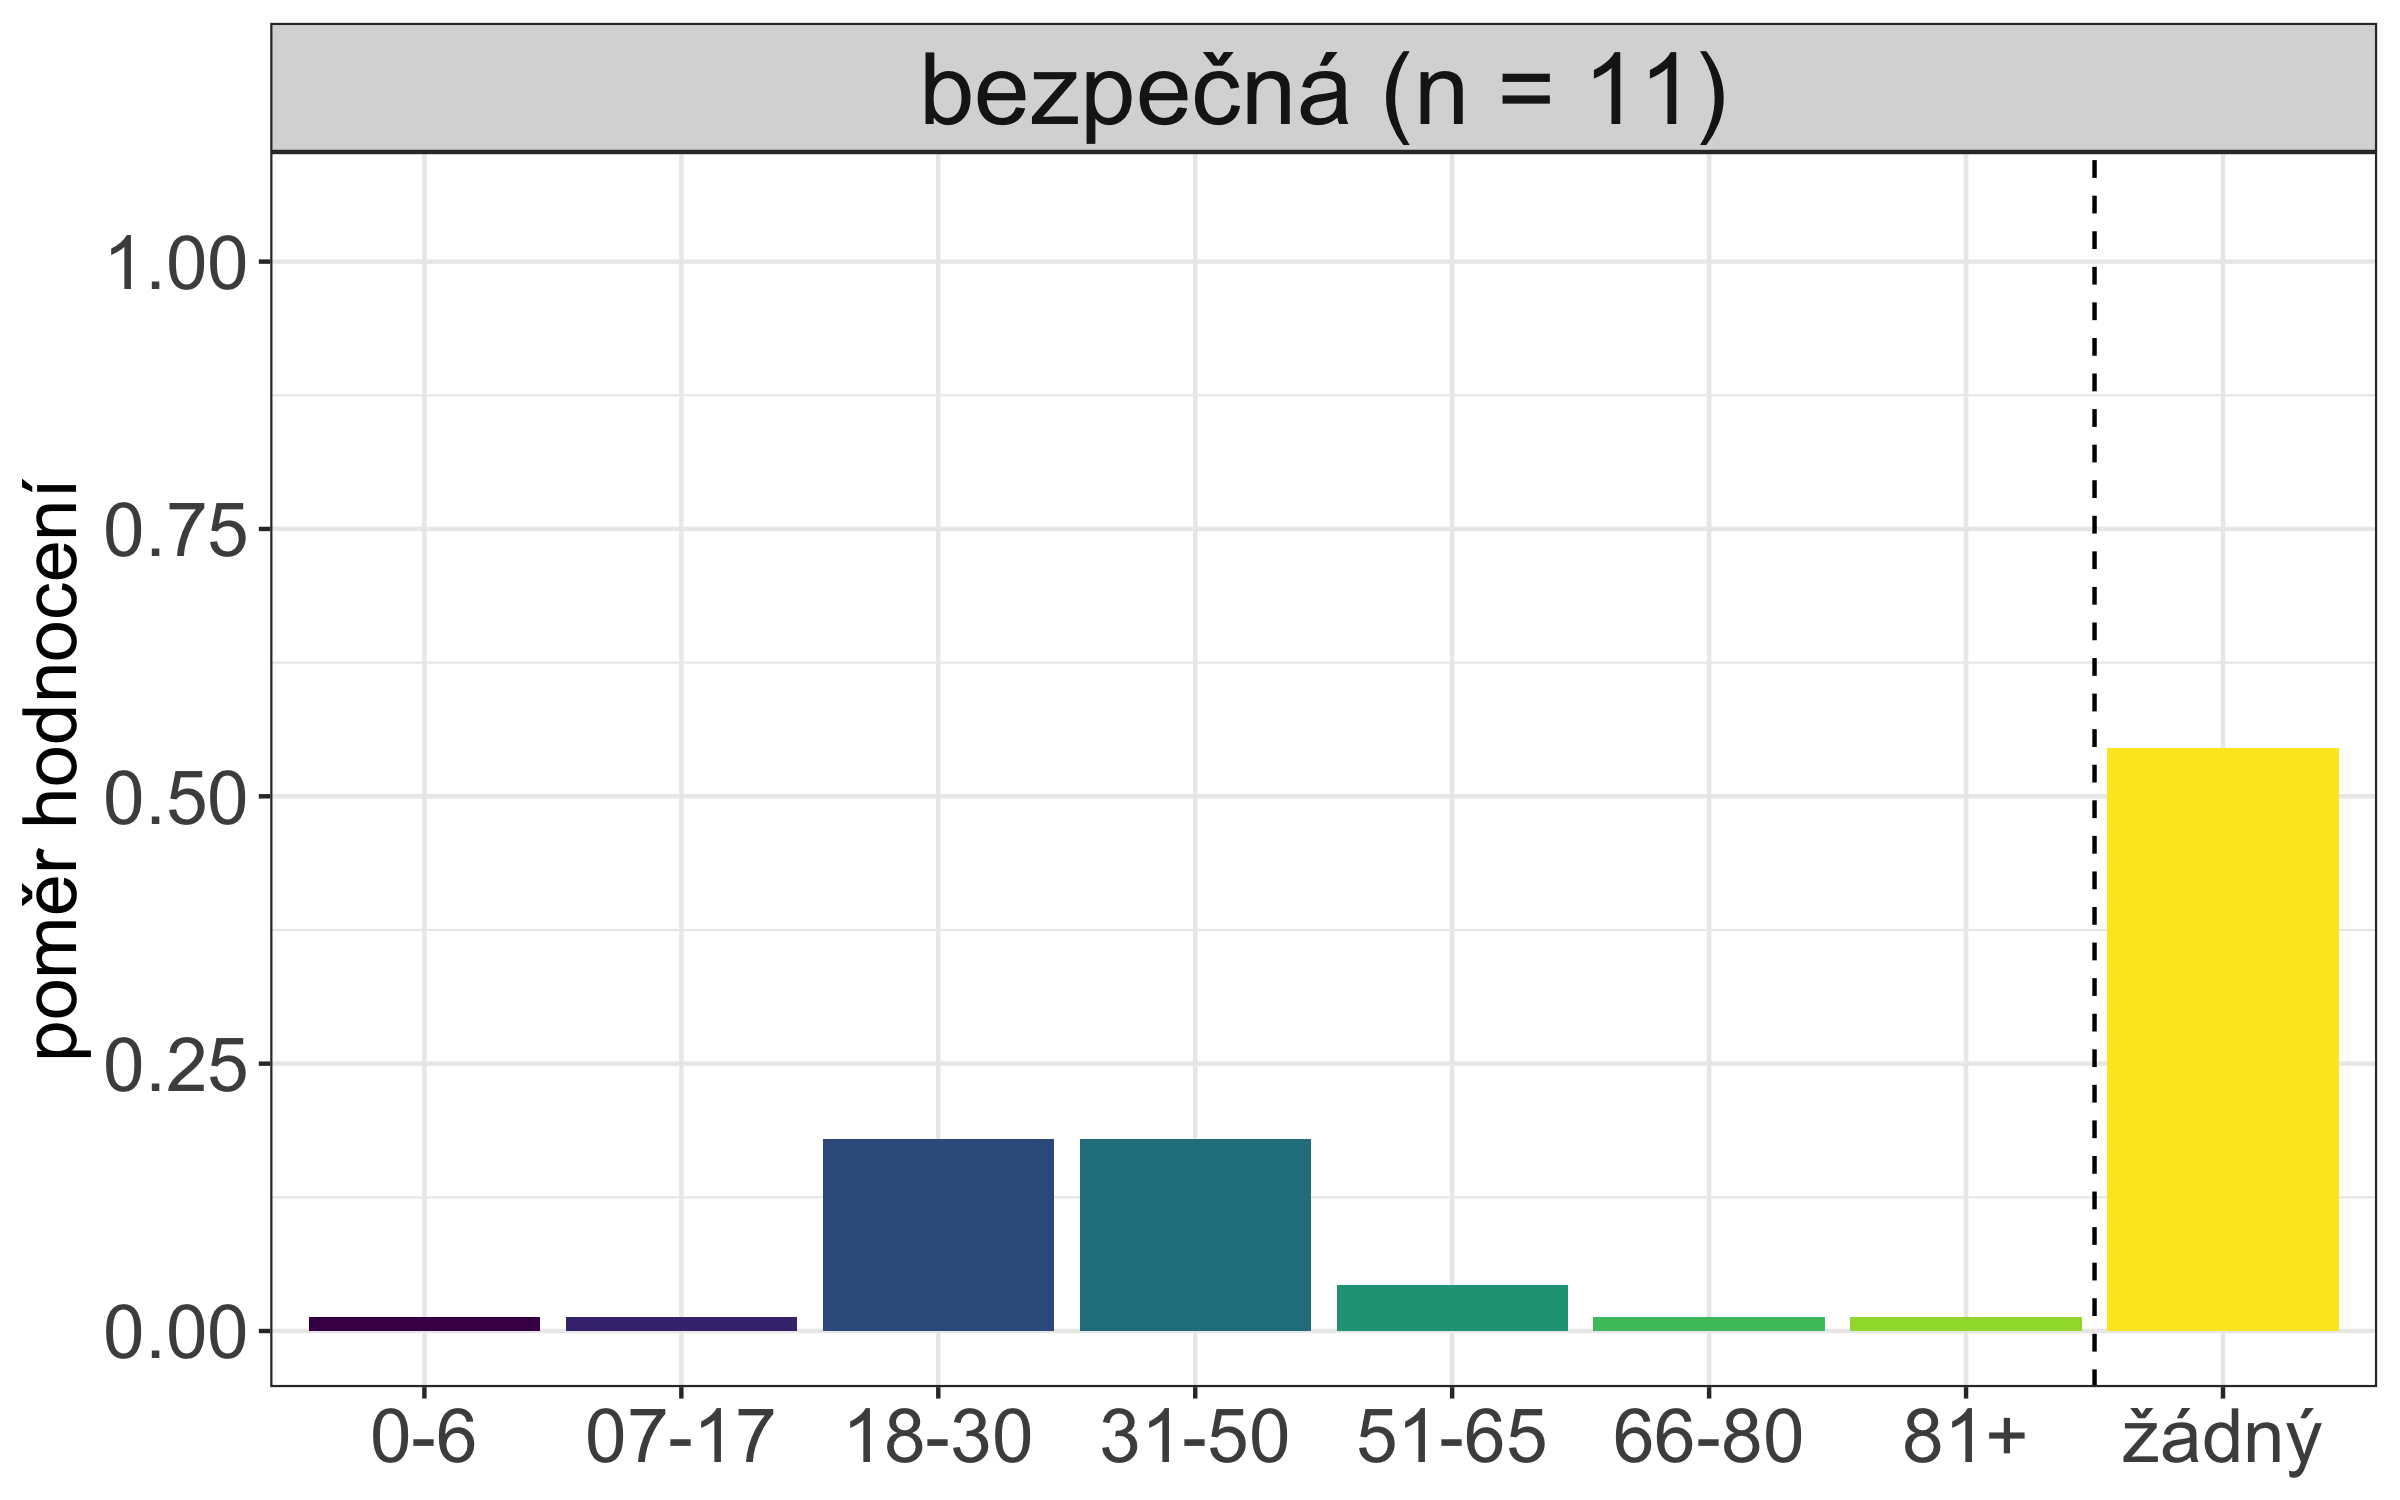 bezpečná (n = 11)
poměr hodnocení
1.00
0.75
0.50
0.25
0.00
0-6 07-17 18-30 31-50 51-65 66-80 81+ žádný